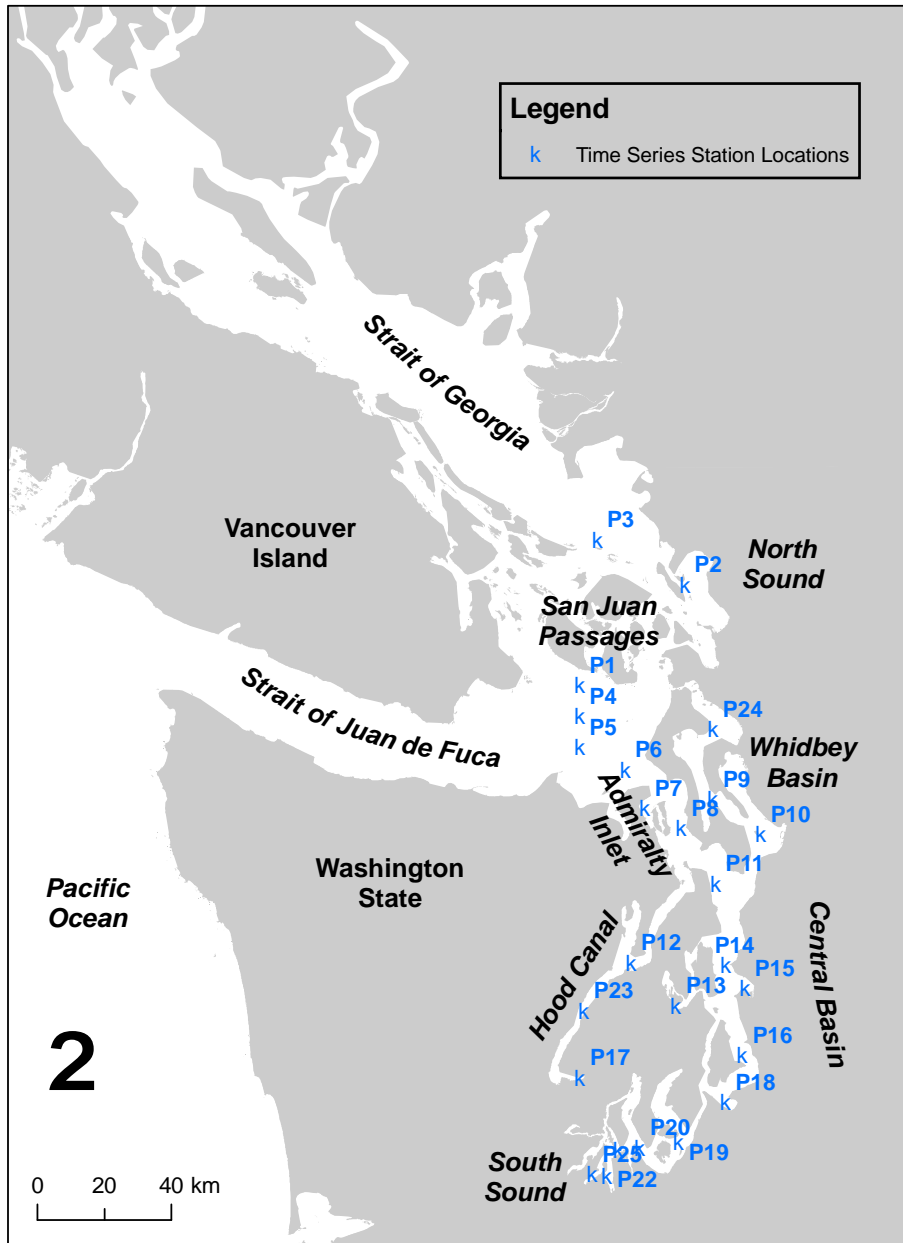 Legend
k Time Series Station Locations
Strait of Georgia
Vancouver
Island
P3
k
P2
k
North
Sound
San Juan
Passages
P1
k
P4
k
P5
k
Strait of Juan de Fuca
P24
k
Whidbey
Basin
P6
k
P7
k
P8
k
P9
k
P10
k
Admiralty
Inlet
P11
k
Washington
State
Pacific
Ocean
Hood Canal
P12
k
P14
k
P15
k
P13
k
P23
k
Central Basin
P16
k
P17
k
P18
k
2
P20
k
k
P19
k
P25
k
k
P22
South
Sound
0 20 40 km